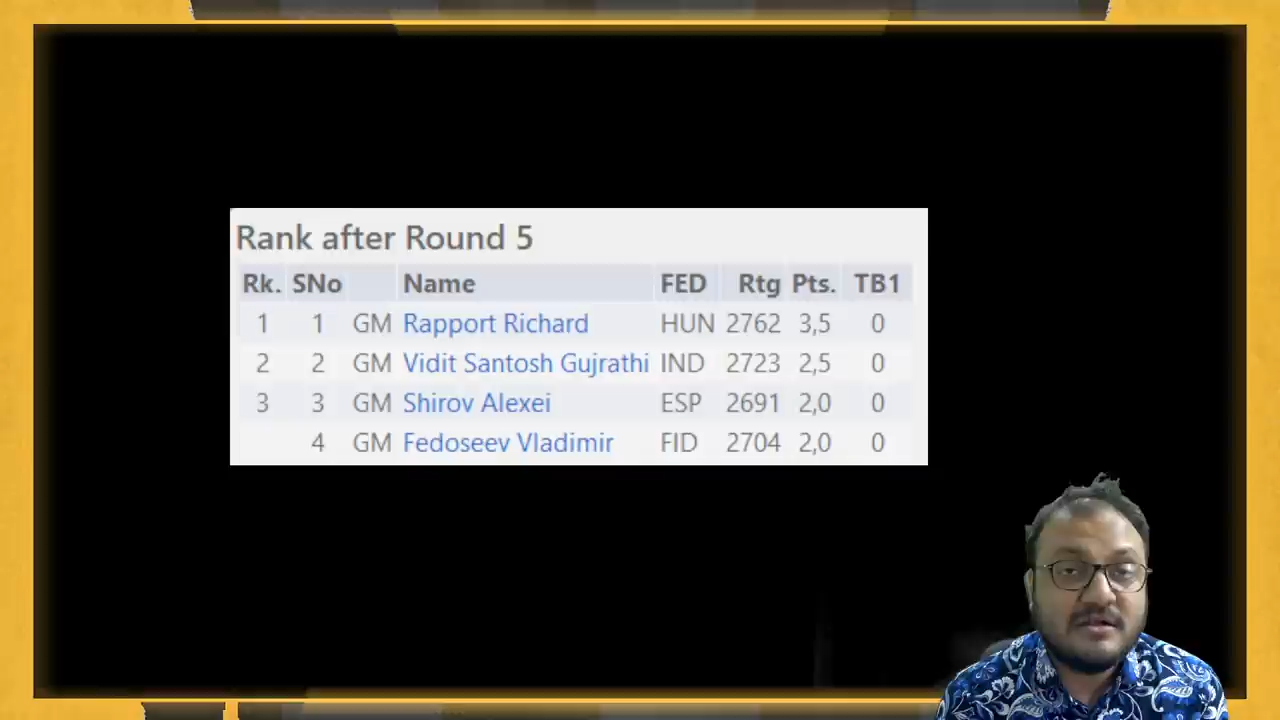 Rank after Round 5
Rk. SNo Name FED Rtg Pts. TB1
1 1 GM Rapport Richard HUN 2762 3,5 0
2 2 GM Vidit Santosh Gujrathi IND 2723 2,5 0
3 3 GM Shirov Alexei ESP 2691 2,0 0
4 GM Fedoseev Vladimir FID 2704 2,0 0